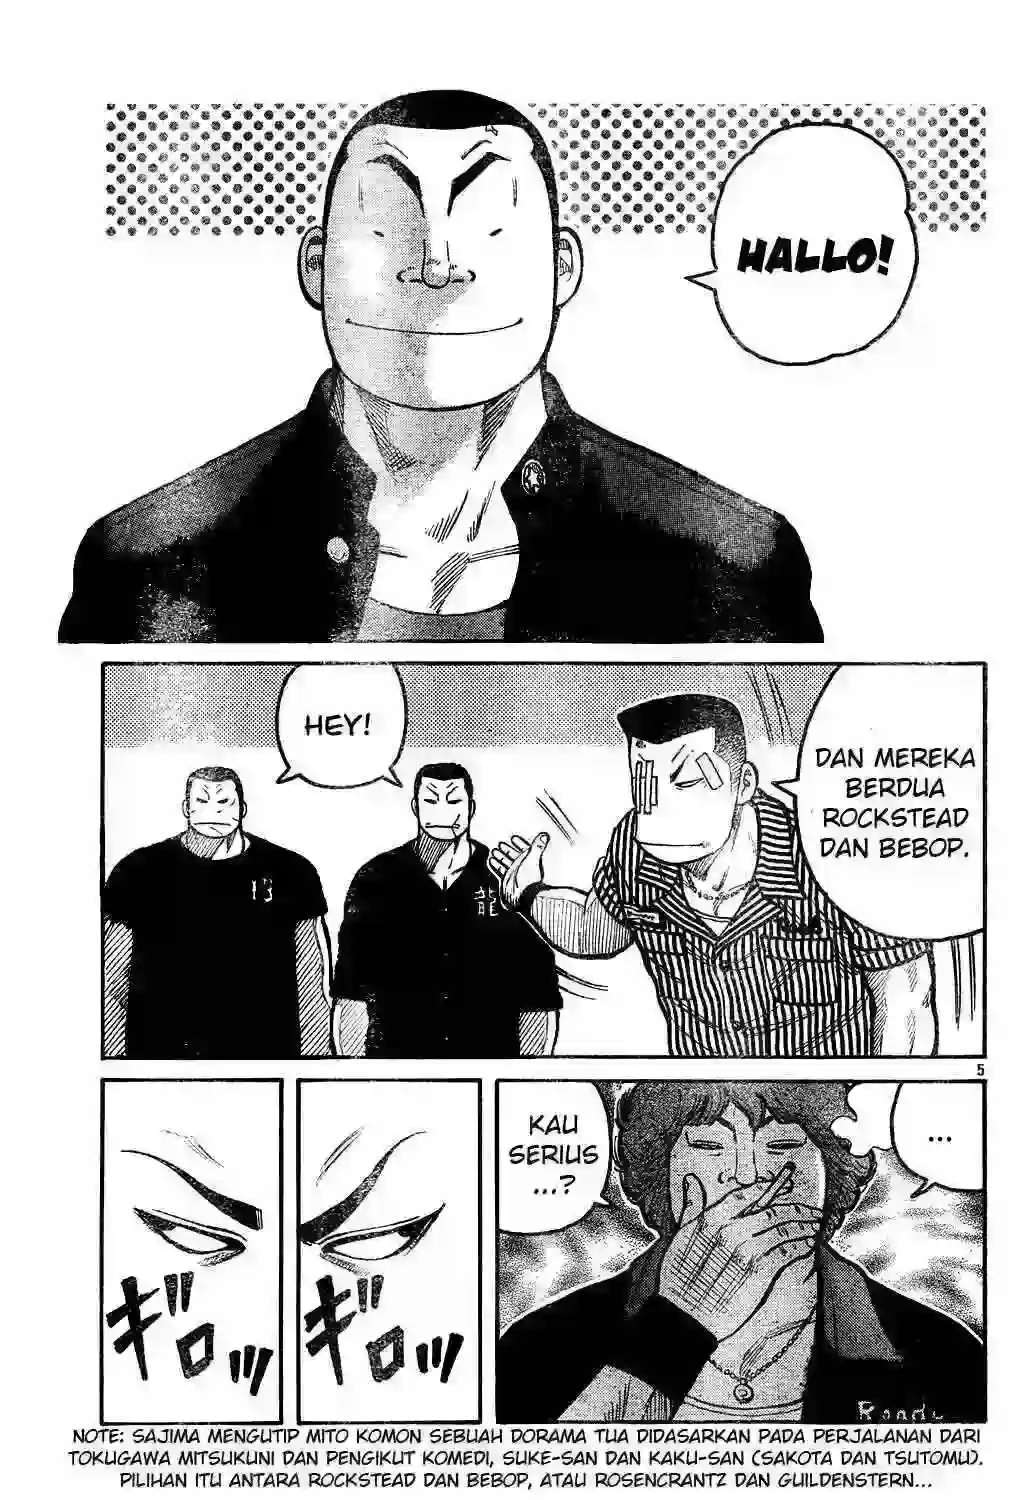 HALLO!
HEY!
DAN MEREKA
BERDUA
ROCKSTEAD
DAN BEBOP.
13
龍
5
KAU
SERIUS
...?
...
ギロッ
ギロッ
NOTE: SAJIMA MENGUTIP MITO KOMON SEBUAH DORAMA TUA DIDASARKAN PADA PERJALANAN DARI
TOKUGAWA MITSUKUNI DAN PENGIKUT KOMEDI, SUKE-SAN DAN KAKU-SAN (SAKOTA DAN TSUTOMU).
PILIHAN ITU ANTARA ROCKSTEAD DAN BEBOP, ATAU ROSENCRANTZ DAN GUILDENSTERN...